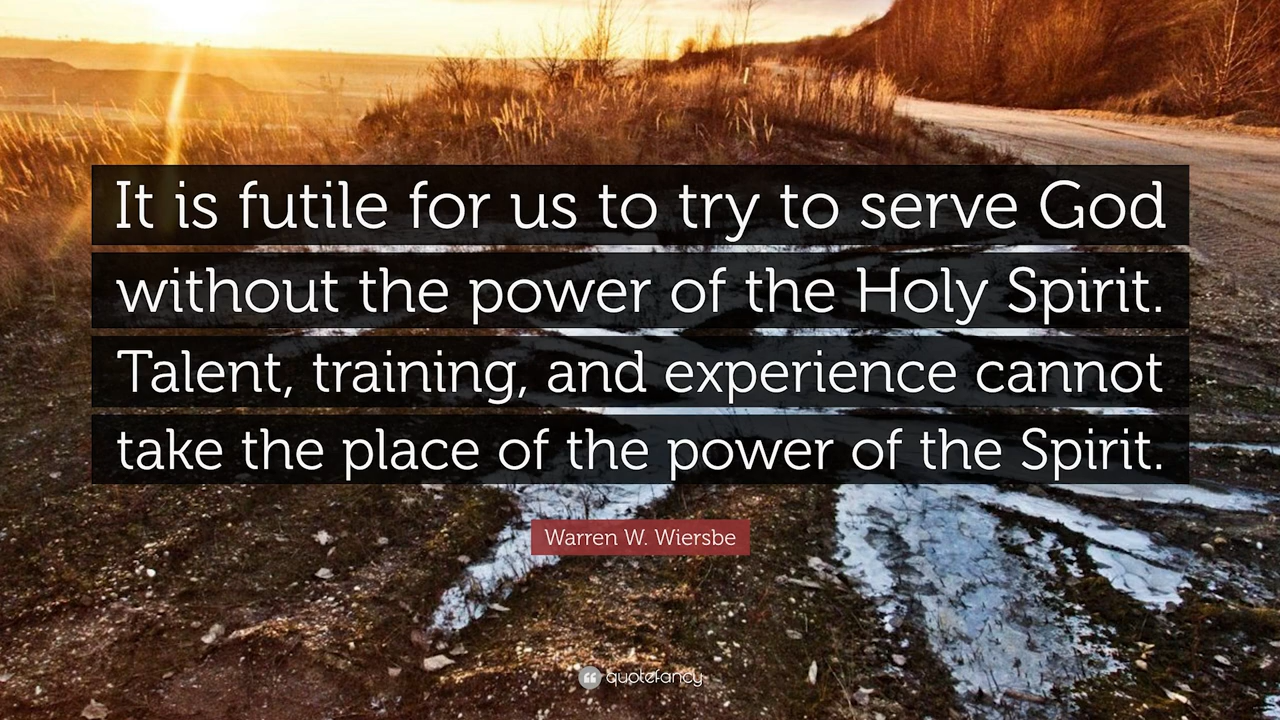 It is futile for us to try to serve God
without the power of the Holy Spirit.
Talent, training, and experience cannot
take the place of the power of the Spirit.
Warren W. Wiersbe
quotefancy